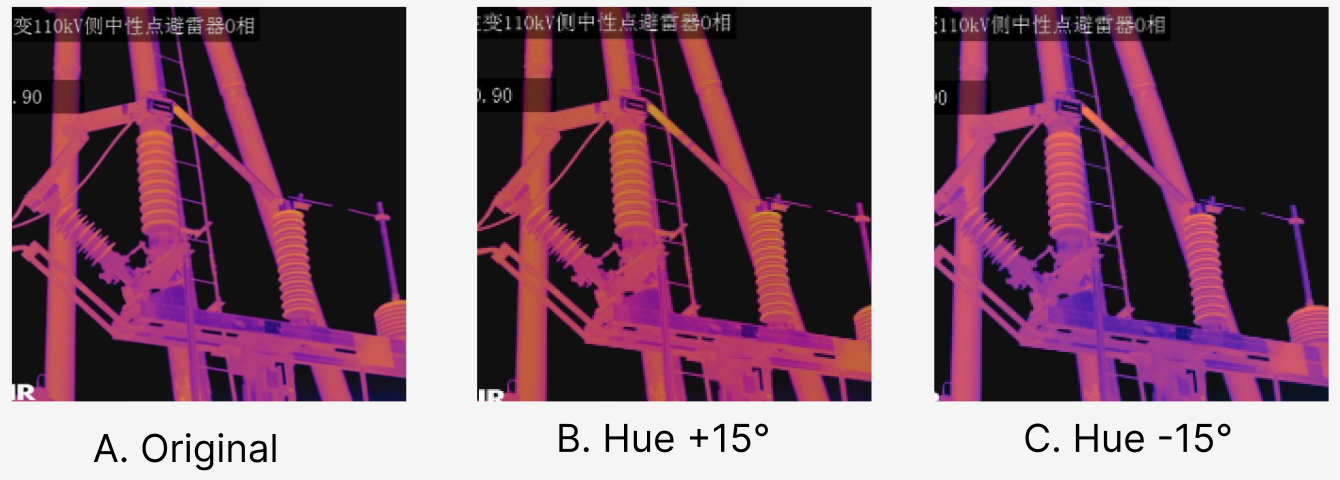 变110kV侧中性点避雷器0相
.90
IR
A. Original
变110kV侧中性点避雷器0相
0.90
IR
B. Hue +15°
110kV侧中性点避雷器0相
90
C. Hue -15°